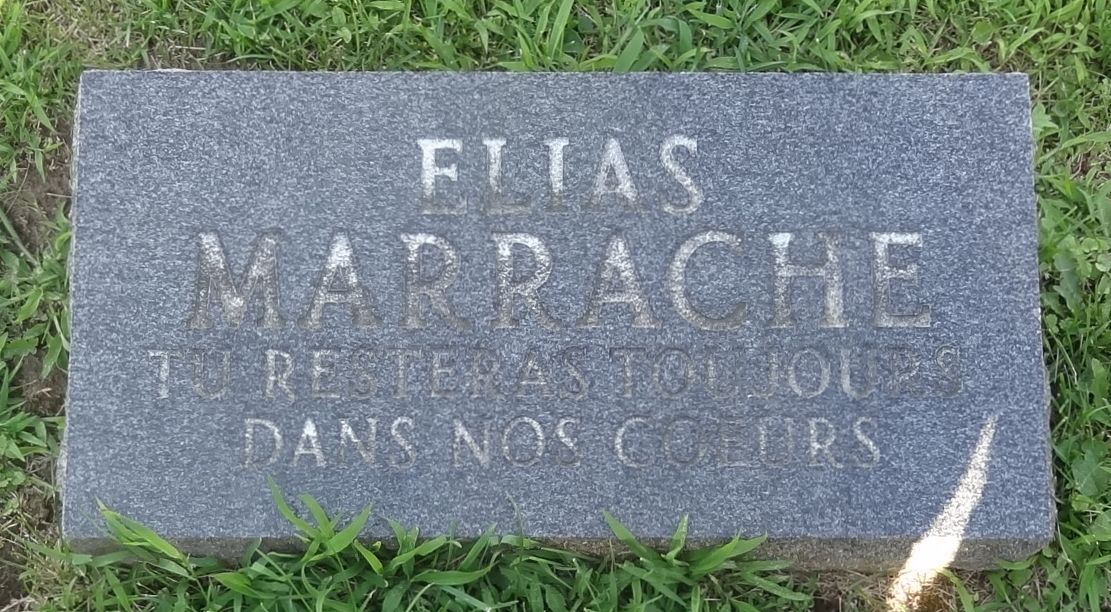 ELIAS
MARRACHE
TU RESTERAS TOUJOURS
DANS NOS COEURS